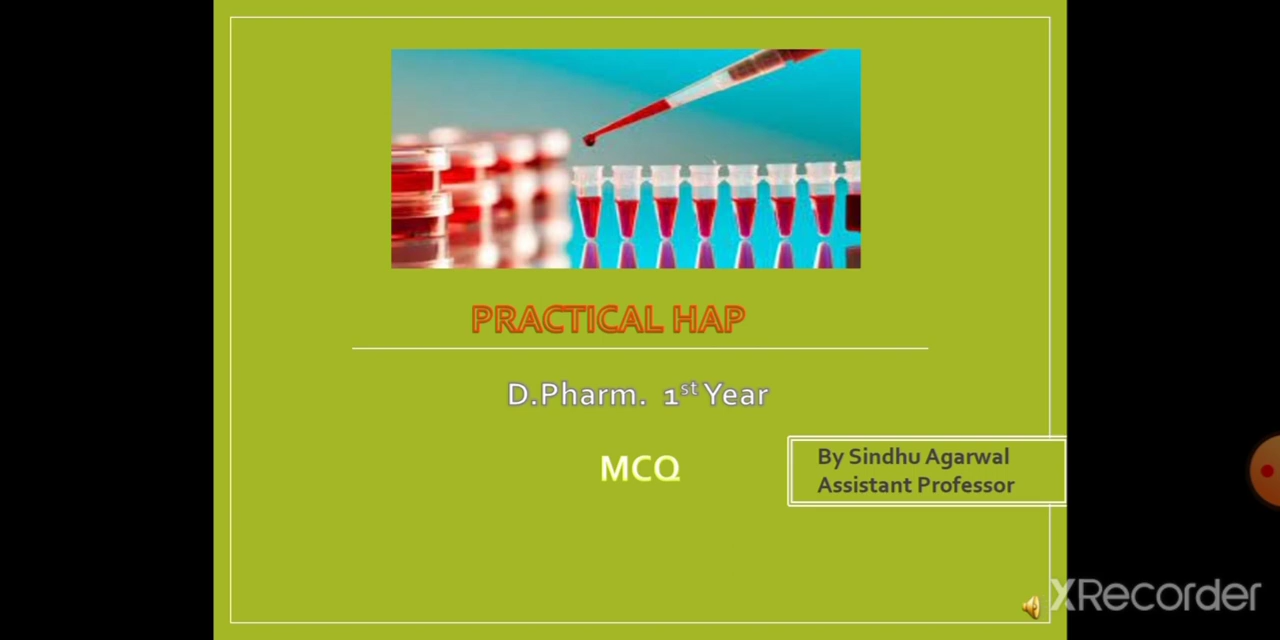 PRACTICAL HAP
D.Pharm. 1st Year
MCQ
By Sindhu Agarwal
Assistant Professor
XRecorder